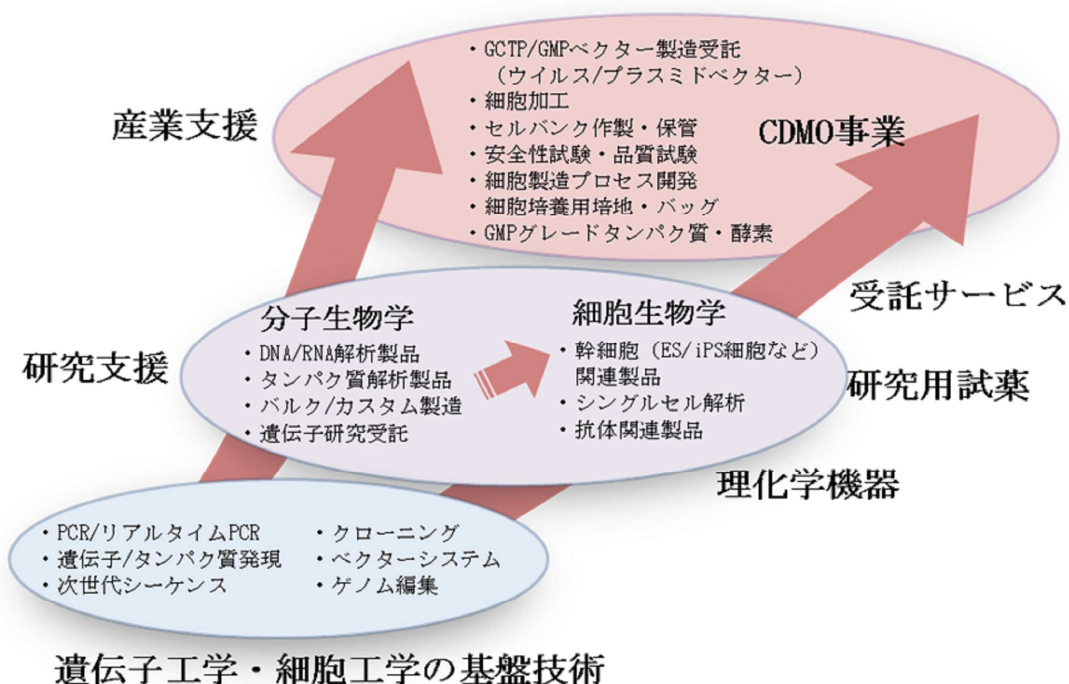 ・GCTP/GMPベクター製造受託
（ウイルス/プラスミドベクター）
・細胞加工
・セルバンク作製・保管
・安全性試験・品質試験
・細胞製造プロセス開発
・細胞培養用培地・バッグ
・GMPグレードタンパク質・酵素
産業支援
CDMO事業
受託サービス
分子生物学
・DNA/RNA解析製品
・タンパク質解析製品
・バルク/カスタム製造
・遺伝子研究受託
細胞生物学
・幹細胞（ES/iPS細胞など）
関連製品
・シングルセル解析
・抗体関連製品
研究支援
研究用試薬
理化学機器
・PCR/リアルタイムPCR
・遺伝子/タンパク質発現
・次世代シーケンス
・クローニング
・ベクターシステム
・ゲノム編集
遺伝子工学・細胞工学の基盤技術